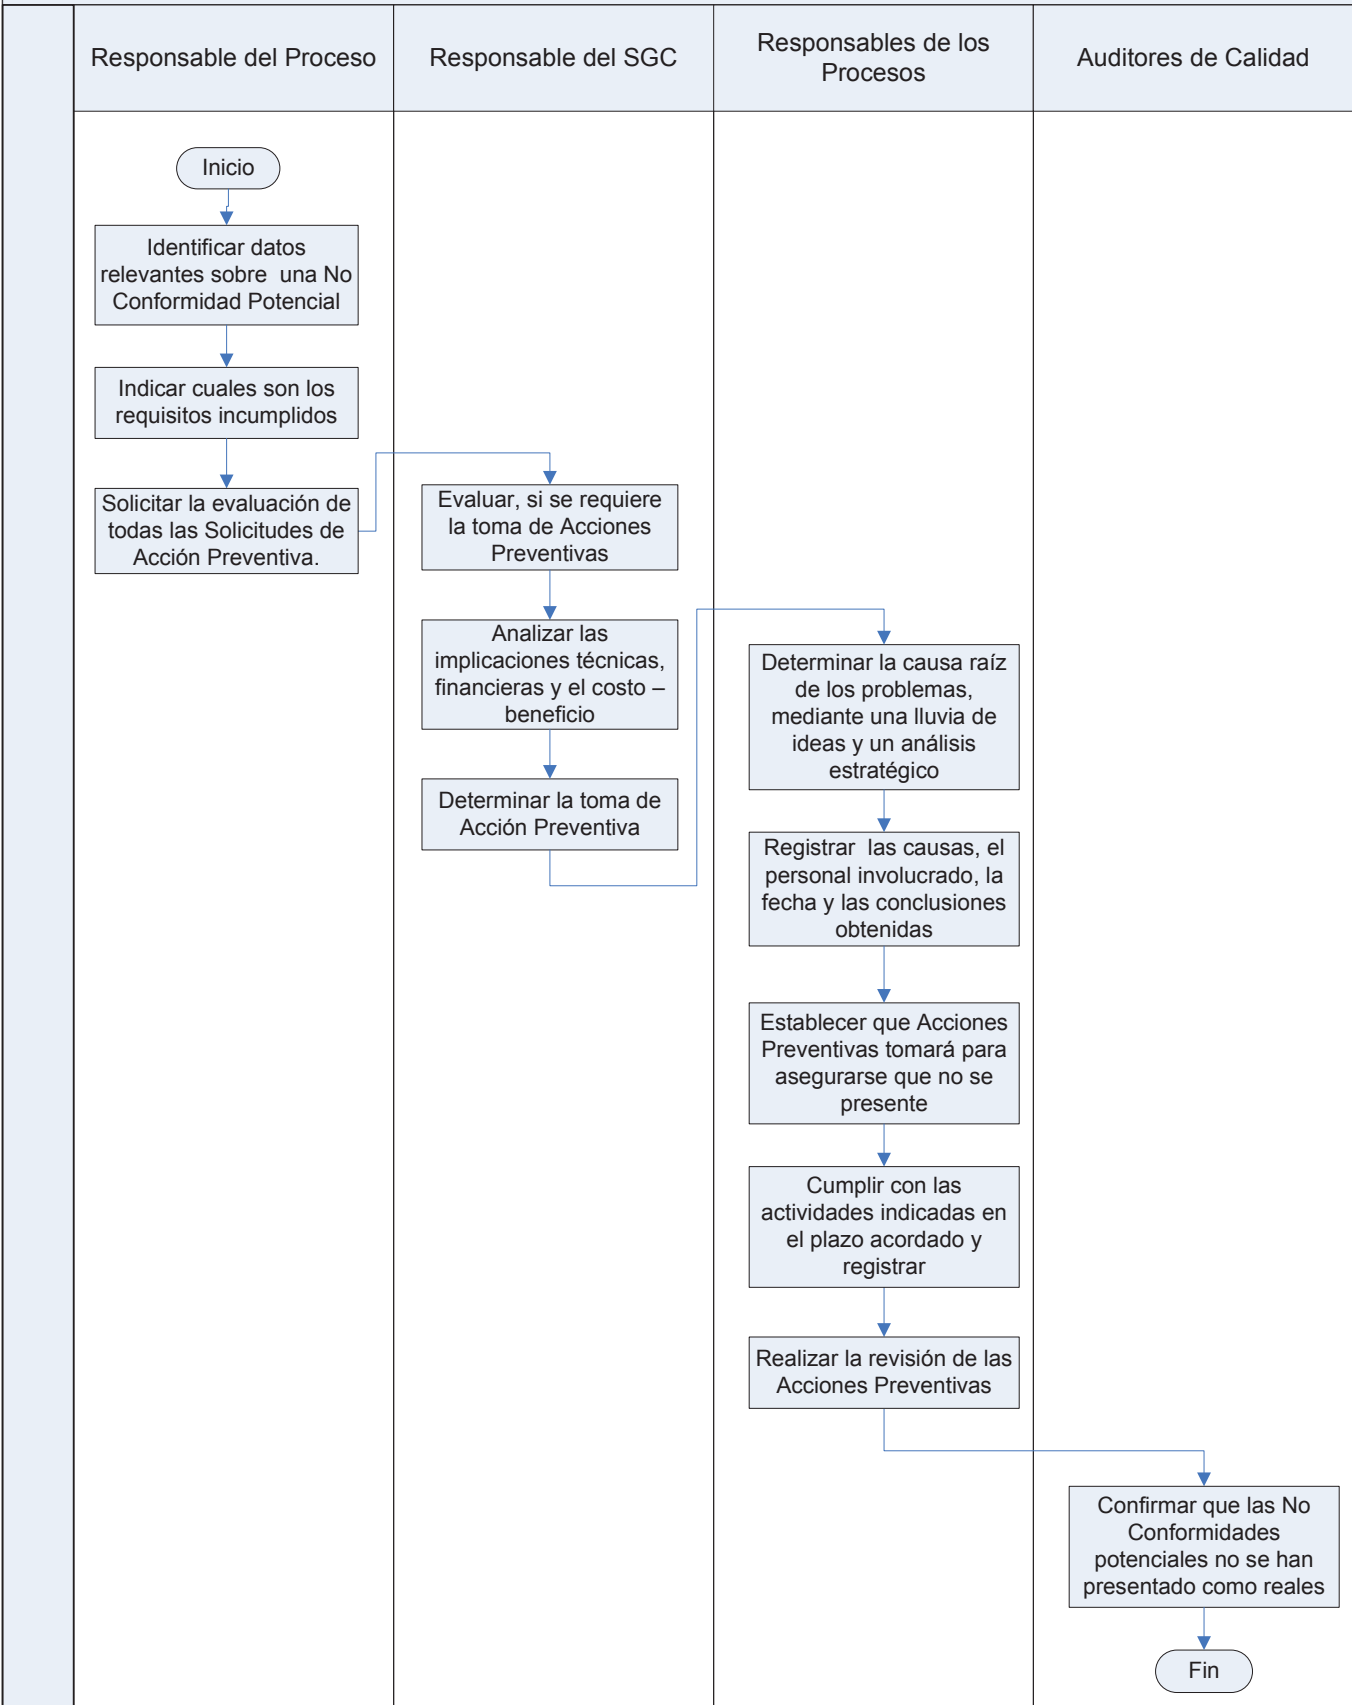 Responsable del Proceso
Responsable del SGC
Responsables de los
Procesos
Auditores de Calidad
Inicio
Identificar datos
relevantes sobre una No
Conformidad Potencial
Indicar cuales son los
requisitos incumplidos
Solicitar la evaluación de
todas las Solicitudes de
Acción Preventiva.
Evaluar, si se requiere
la toma de Acciones
Preventivas
Analizar las
implicaciones técnicas,
financieras y el costo –
beneficio
Determinar la toma de
Acción Preventiva
Determinar la causa raíz
de los problemas,
mediante una lluvia de
ideas y un análisis
estratégico
Registrar las causas, el
personal involucrado, la
fecha y las conclusiones
obtenidas
Establecer que Acciones
Preventivas tomará para
asegurarse que no se
presente
Cumplir con las
actividades indicadas en
el plazo acordado y
registrar
Realizar la revisión de las
Acciones Preventivas
Confirmar que las No
Conformidades
potenciales no se han
presentado como reales
Fin